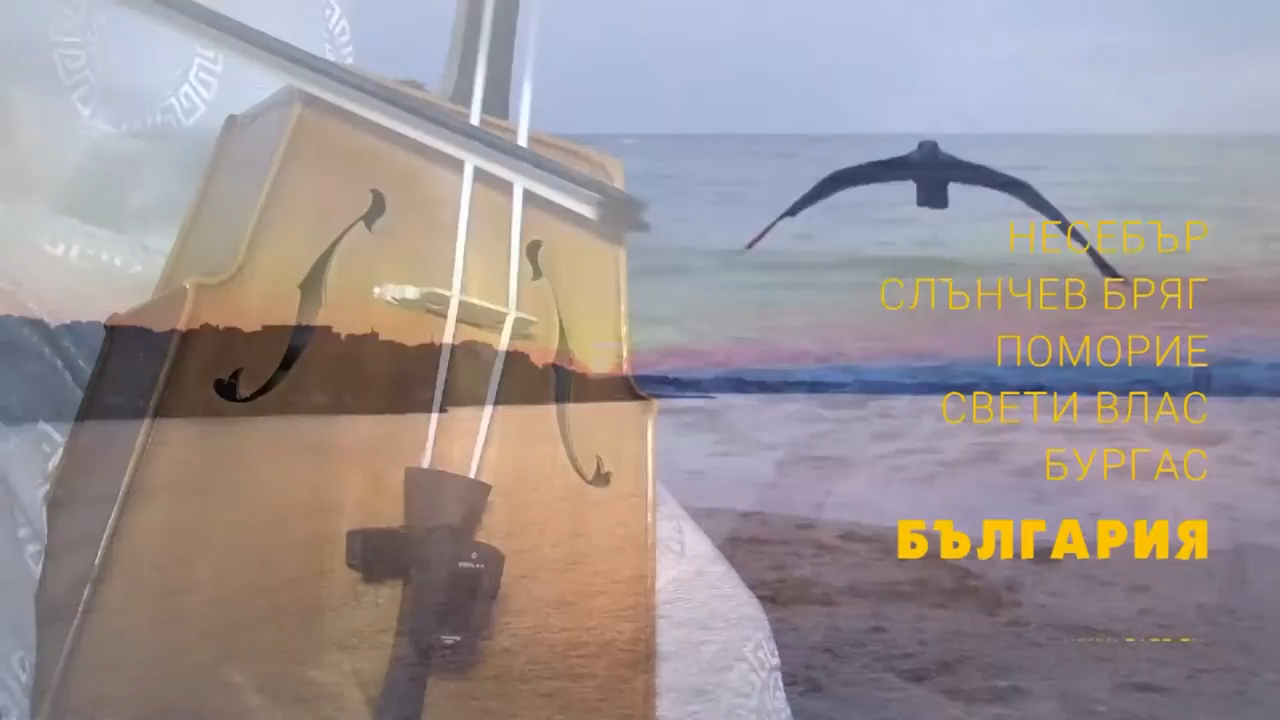 НЕСЕБЪР
СЛЪНЧЕВ БРЯГ
ПОМОРИЕ
СВЕТИ ВЛАС
БУРГАС
БЪЛГАРИЯ